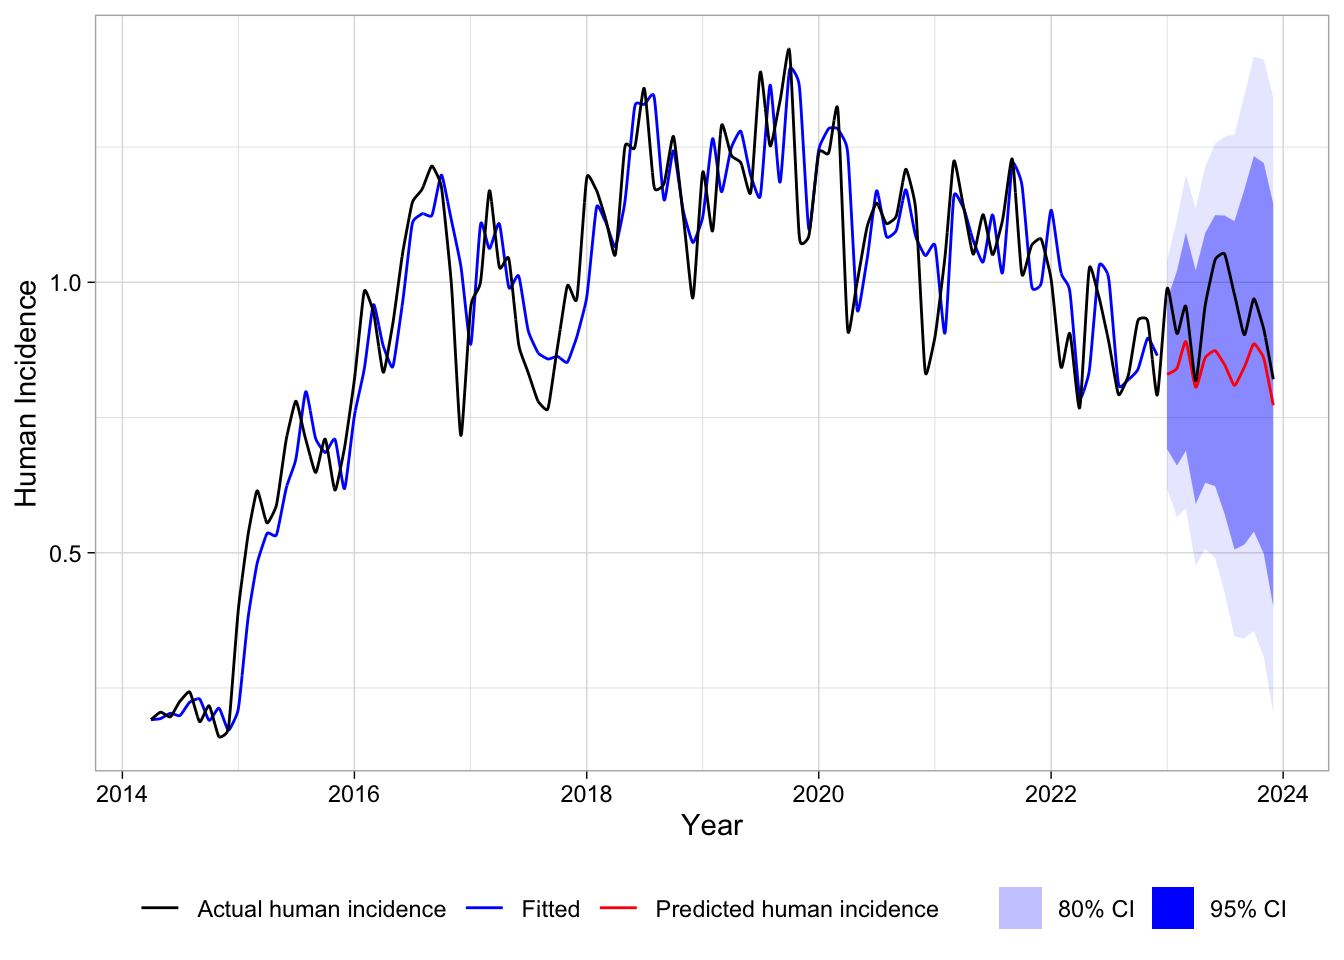 Human Incidence
1.0
0.5
2014 2016 2018 2020 2022 2024
Year
Actual human incidence Fitted Predicted human incidence 80% CI 95% CI